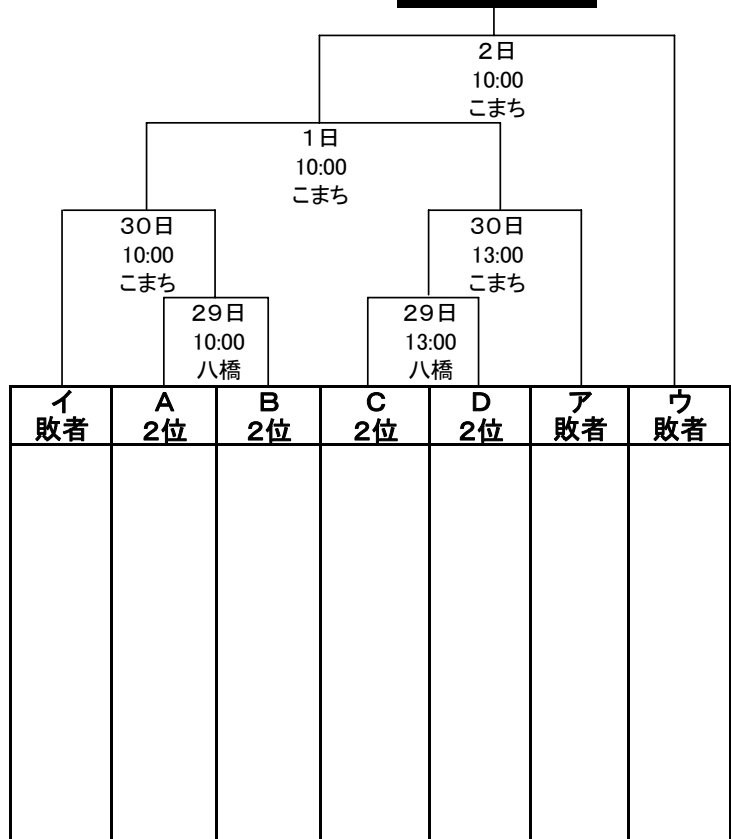 ２日
10:00
こまち
１日
10:00
こまち
３０日
10:00
こまち
３０日
13:00
こまち
２９日
10:00
八橋
２９日
13:00
八橋
イ
敗者
Ａ
２位
Ｂ
２位
Ｃ
２位
Ｄ
２位
ア
敗者
ウ
敗者